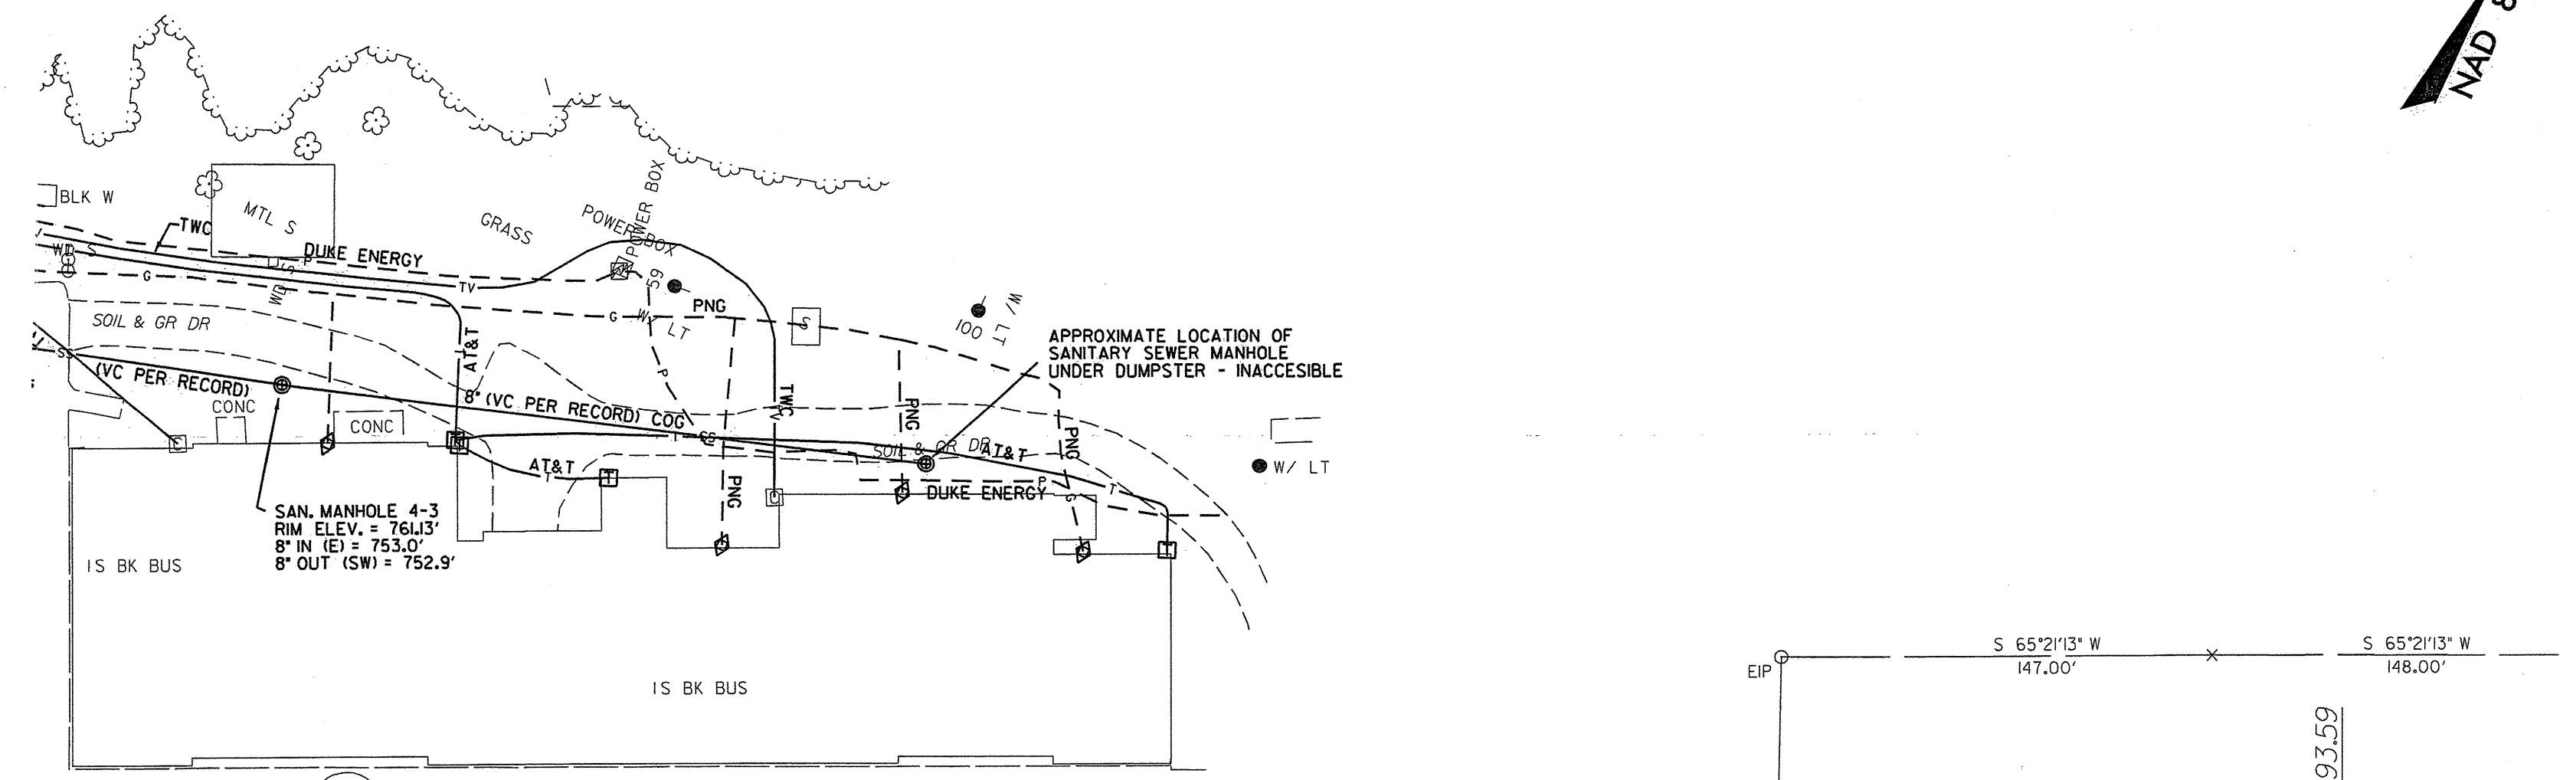 NAD 8
BLK W
MTL S
TWC
GRASS
POWER BOX
POWER BOX
DUKE ENERGY
WD S
WD S
P
G
TV
59
W/ LT
G
PNG
S
100
W/ LT
SOIL & GR DR
AT&T
P
APPROXIMATE LOCATION OF
SANITARY SEWER MANHOLE
UNDER DUMPSTER - INACCESIBLE
SS
(VC PER RECORD)
CONC
CONC
8" (VC PER RECORD) COG
T
SS
TWC
PNG
PNG
SOIL & GR DR
AT&T
W/ LT
C
AT&T
T
T
PNG
C
DUKE ENERGY
P
G
T
T
SAN. MANHOLE 4-3
RIM ELEV. = 761.13'
8" IN (E) = 753.0'
8" OUT (SW) = 752.9'
IS BK BUS
IS BK BUS
EIP
S 65°21'13" W
147.00'
S 65°21'13" W
148.00'
93.59